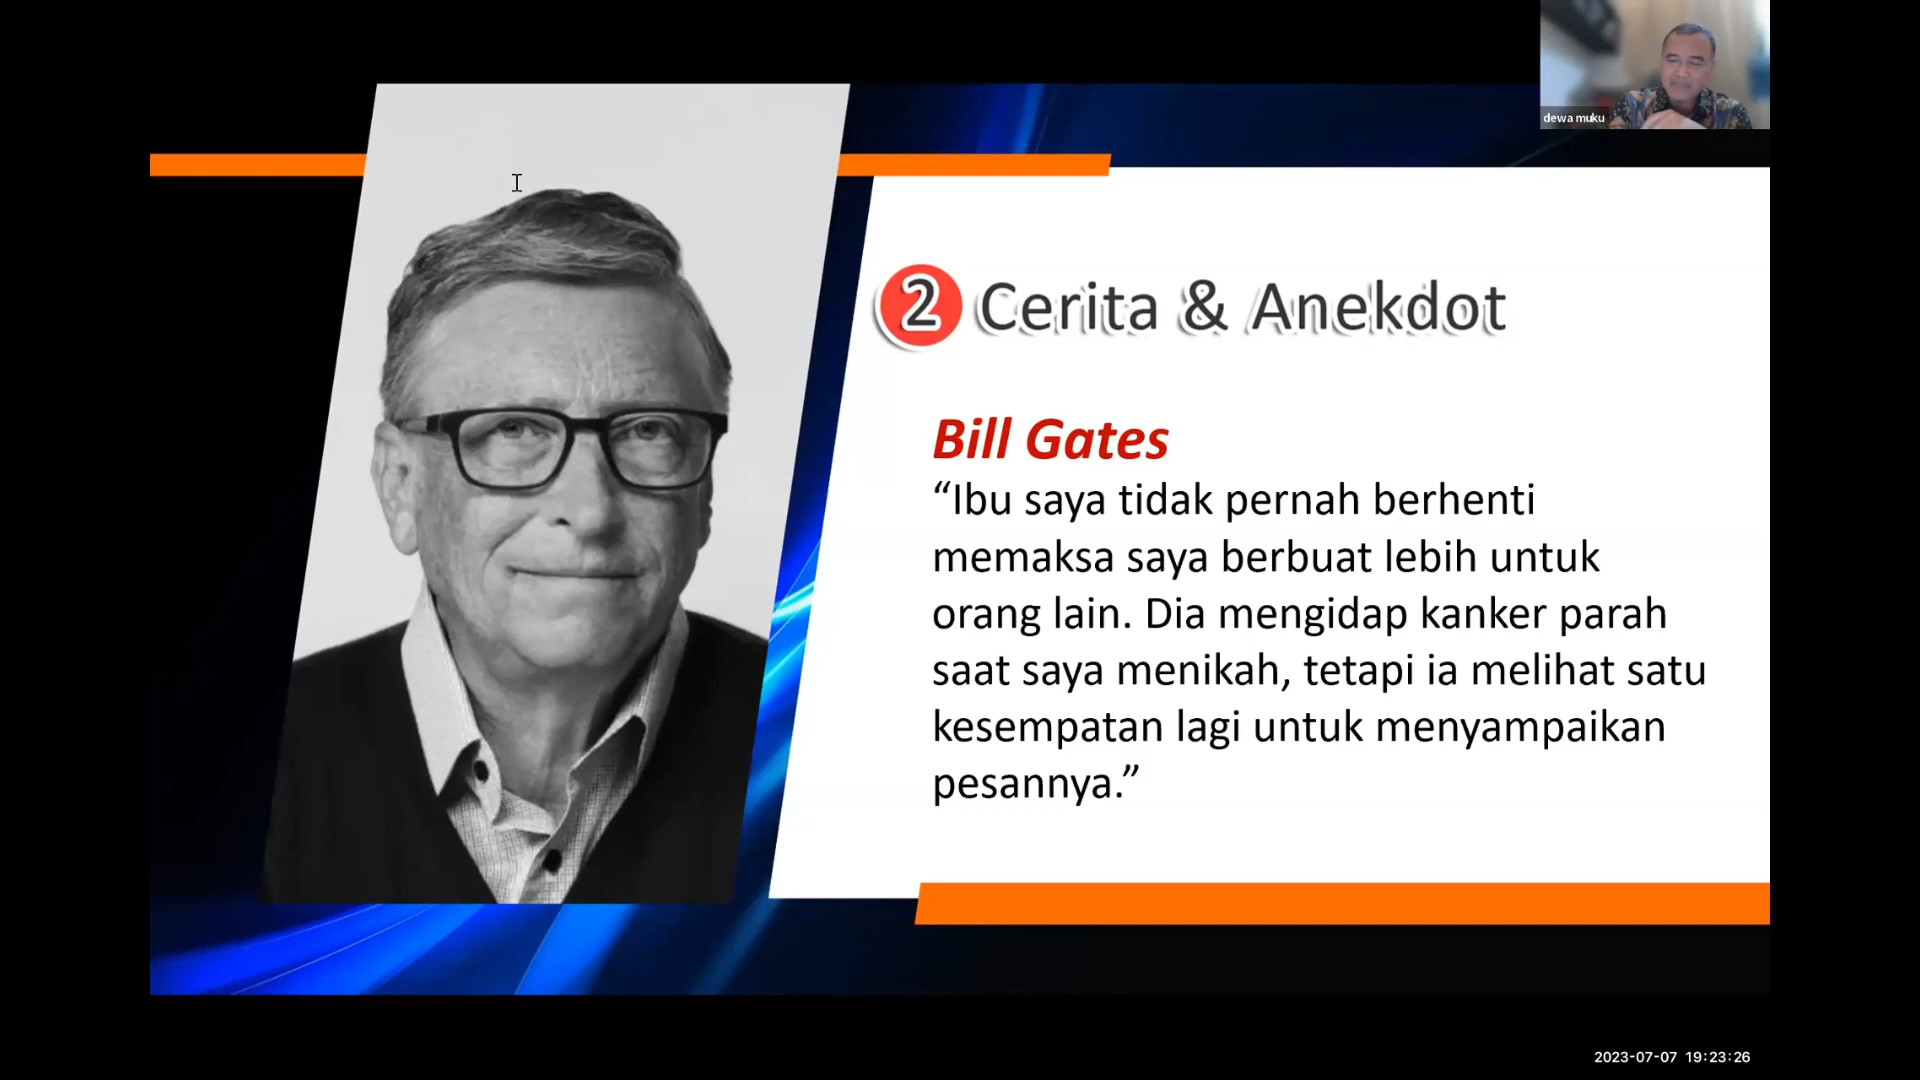 dewa muku
2 Cerita & Anekdot
Bill Gates
“Ibu saya tidak pernah berhenti
memaksa saya berbuat lebih untuk
orang lain. Dia mengidap kanker parah
saat saya menikah, tetapi ia melihat satu
kesempatan lagi untuk menyampaikan
pesannya.”
2023-07-07 19:23:26